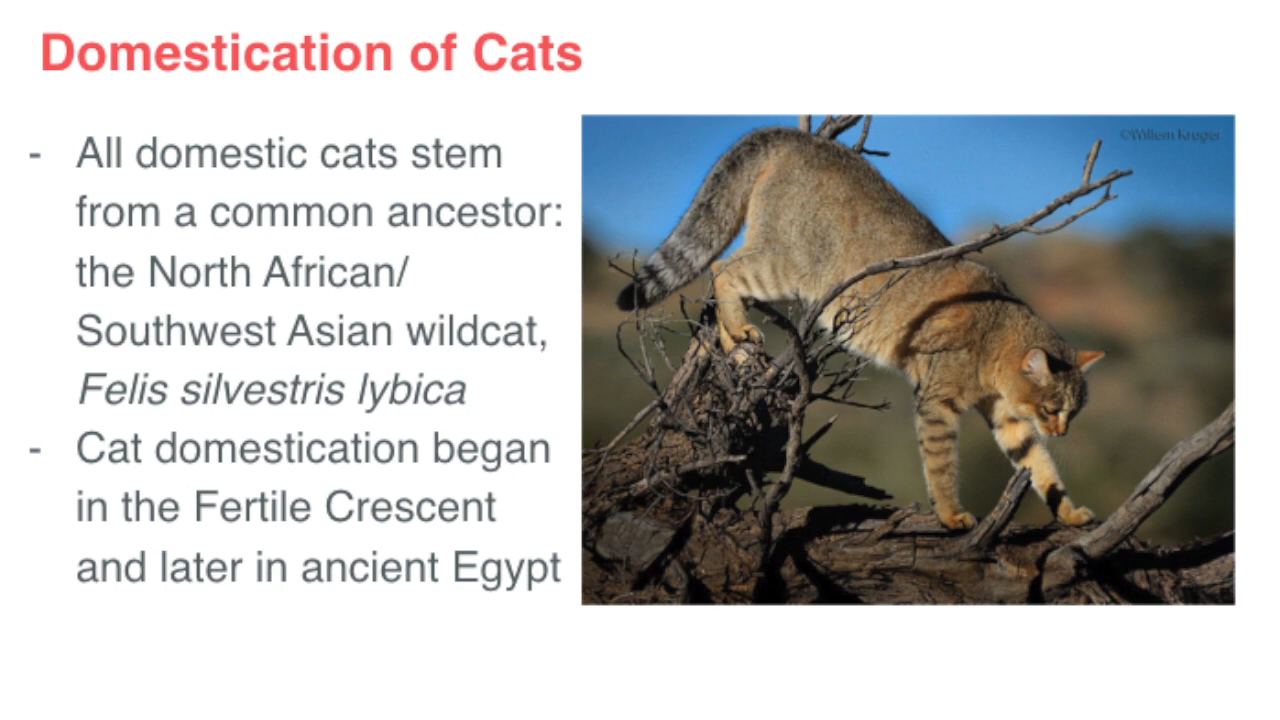 Domestication of Cats
- All domestic cats stem
from a common ancestor:
the North African/
Southwest Asian wildcat,
Felis silvestris lybica
- Cat domestication began
in the Fertile Crescent
and later in ancient Egypt
©Willem Kruger